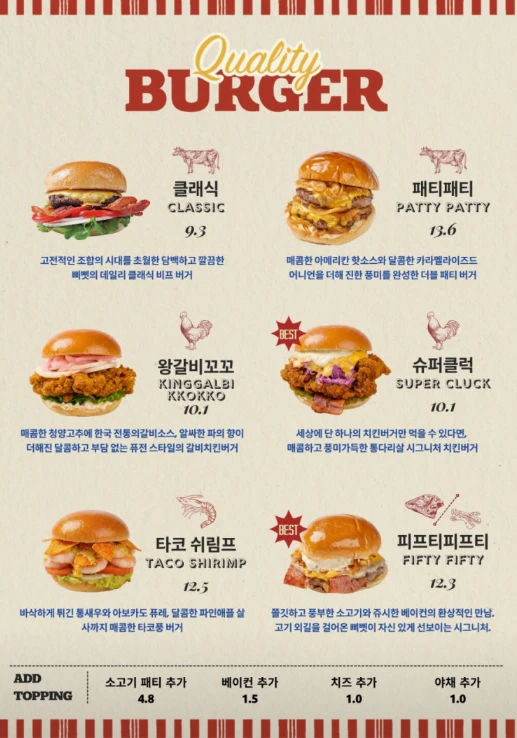 Quality
BURGER
클래식
CLASSIC
9.3
고전적인 조합의 시대를 초월한 담백하고 깔끔한
삐삣의 데일리 클래식 비프 버거
패티패티
PATTY PATTY
13.6
매콤한 아메리칸 핫소스와 달콤한 카라멜라이즈드
어니언을 더해 진한 풍미를 완성한 더블 패티 버거
왕갈비꼬꼬
KINGGALBI
KKOKKO
10.1
매콤한 청양고추에 한국 전통의갈비소스, 알싸한 파의 향이
더해진 달콤하고 부담 없는 퓨전 스타일의 갈비치킨버거
BEST
슈퍼클럭
SUPER CLUCK
10.1
세상에 단 하나의 치킨버거만 먹을 수 있다면,
매콤하고 풍미가득한 통다리살 시그니처 치킨버거
타코 쉬림프
TACO SHIRIMP
12.5
바삭하게 튀긴 통새우와 아보카도 퓨레, 달콤한 파인애플 살
사까지 매콤한 타코풍 버거
BEST
피프티피프티
FIFTY FIFTY
12.3
쫄깃하고 풍부한 소고기와 쥬시한 베이컨의 환상적인 만남.
고기 외길을 걸어온 삐삣이 자신 있게 선보이는 시그니처.
ADD
TOPPING
소고기 패티 추가
4.8
베이컨 추가
1.5
치즈 추가
1.0
야채 추가
1.0